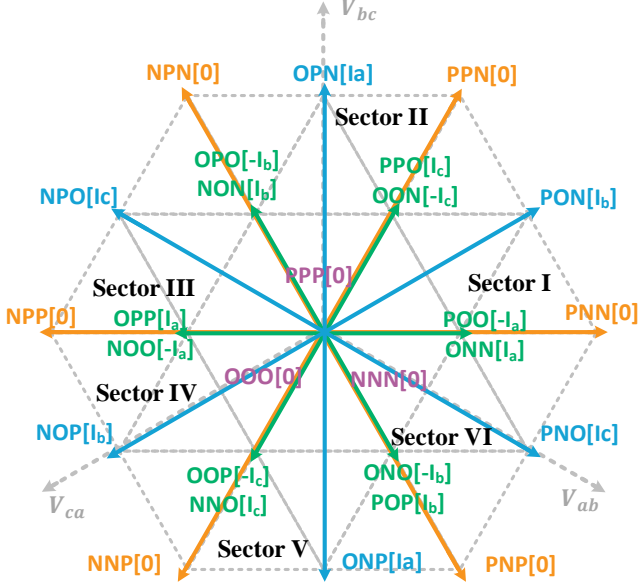 V_bc
NPN[0] OPN[Ia] PPN[0]
Sector II
OPO[-I_b] PPO[I_c]
NON[I_b] OON[-I_c]
NPO[Ic] PON[I_b]
PPP[0]
Sector III Sector I
NPP[0] OPP[I_a] POO[-I_a] PNN[0]
NOO[-I_a] ONN[I_a]
OOO[0] NNN[0]
Sector IV
NOP[I_b] Sector VI PNO[Ic]
OOP[-I_c] ONO[-I_b]
V_ca NNO[I_c] POP[I_b] V_ab
Sector V
NNP[0] ONP[Ia] PNP[0]